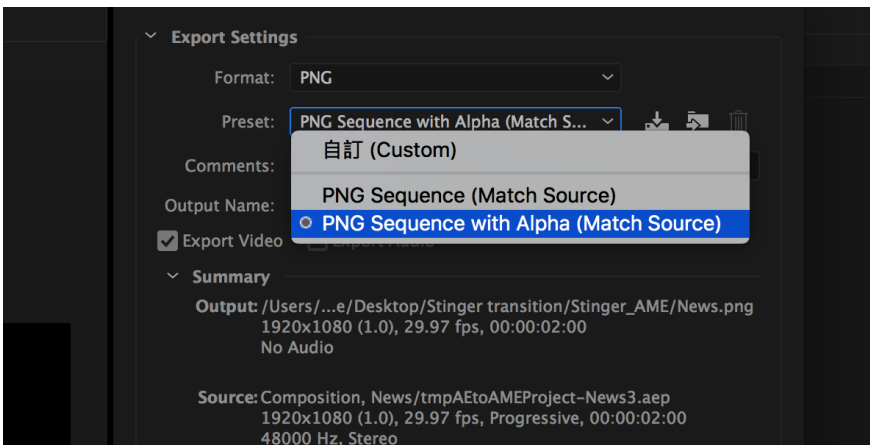 Export Settings
Format: PNG
Preset: PNG Sequence with Alpha (Match S...
自訂 (Custom)
Comments:
PNG Sequence (Match Source)
Output Name:
PNG Sequence with Alpha (Match Source)
Export Video Export Audio
Summary
Output: /Users/...e/Desktop/Stinger transition/Stinger_AME/News.png
1920x1080 (1.0), 29.97 fps, 00:00:02:00
No Audio
Source: Composition, News/tmpAEtoAMEProject-News3.aep
1920x1080 (1.0), 29.97 fps, Progressive, 00:00:02:00
48000 Hz, Stereo